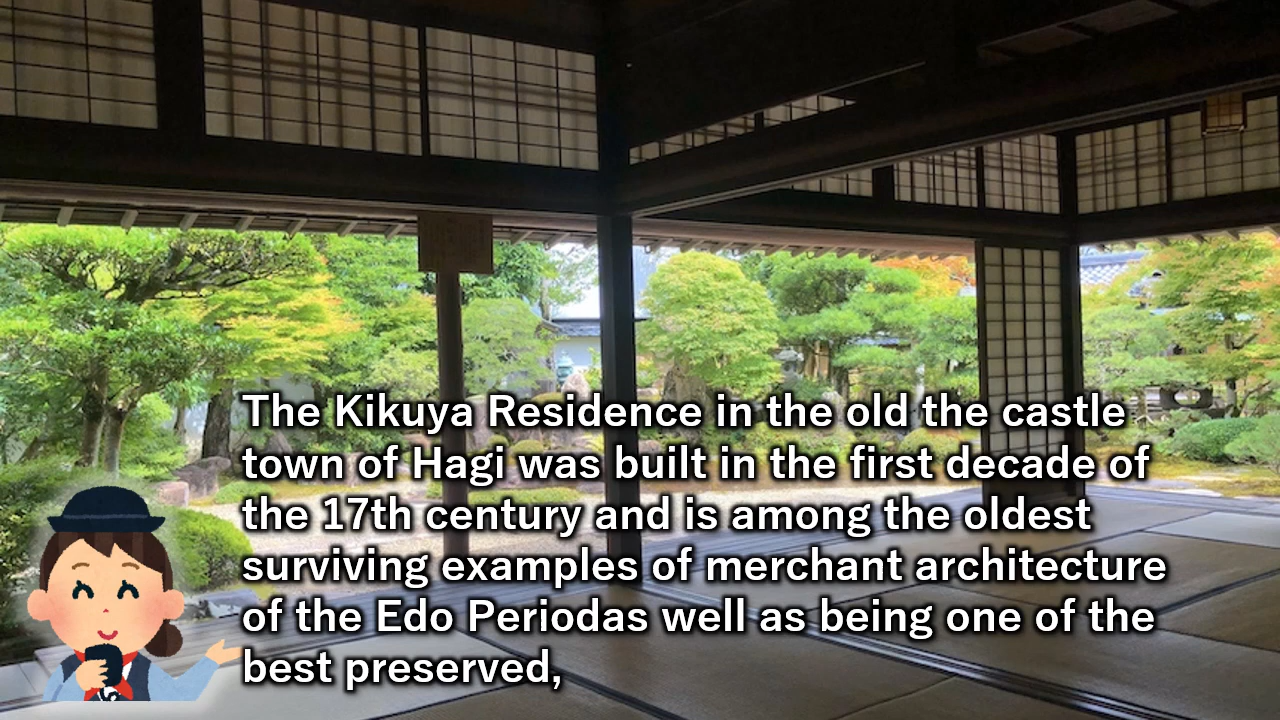 The Kikuya Residence in the old the castle
town of Hagi was built in the first decade of
the 17th century and is among the oldest
surviving examples of merchant architecture
of the Edo Periodas well as being one of the
best preserved,